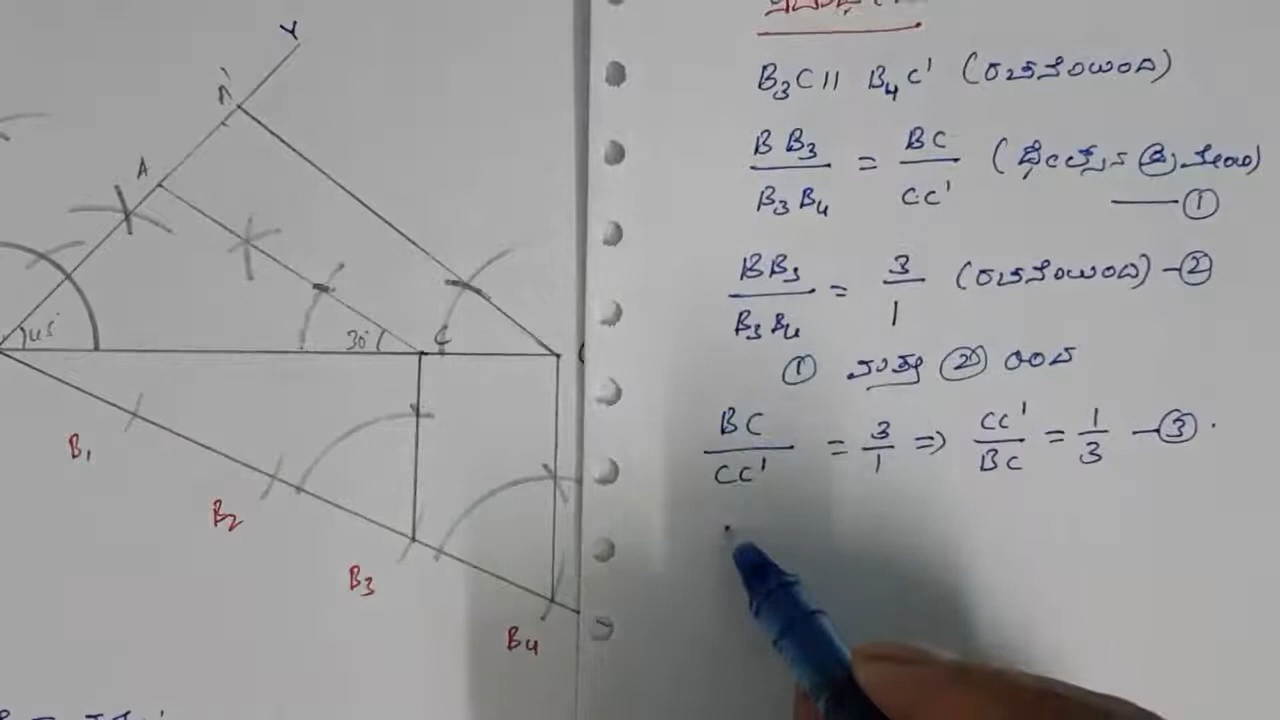 Y
A'
A
45°
30°
C
B₁
B₂
B₃
B₄
B₃C || B₄C' (ರಚನೆಯಿಂದ)
BB₃/B₃B₄ = BC/CC' (ಥೇಲ್ಸ್‌ನ ಪ್ರಮೇಯ)
—①
BB₃/B₃B₄ = 3/1 (ರಚನೆಯಿಂದ) -②
① ಮತ್ತು ② ರಿಂದ
BC/CC' = 3/1 => CC'/BC = 1/3 -③.